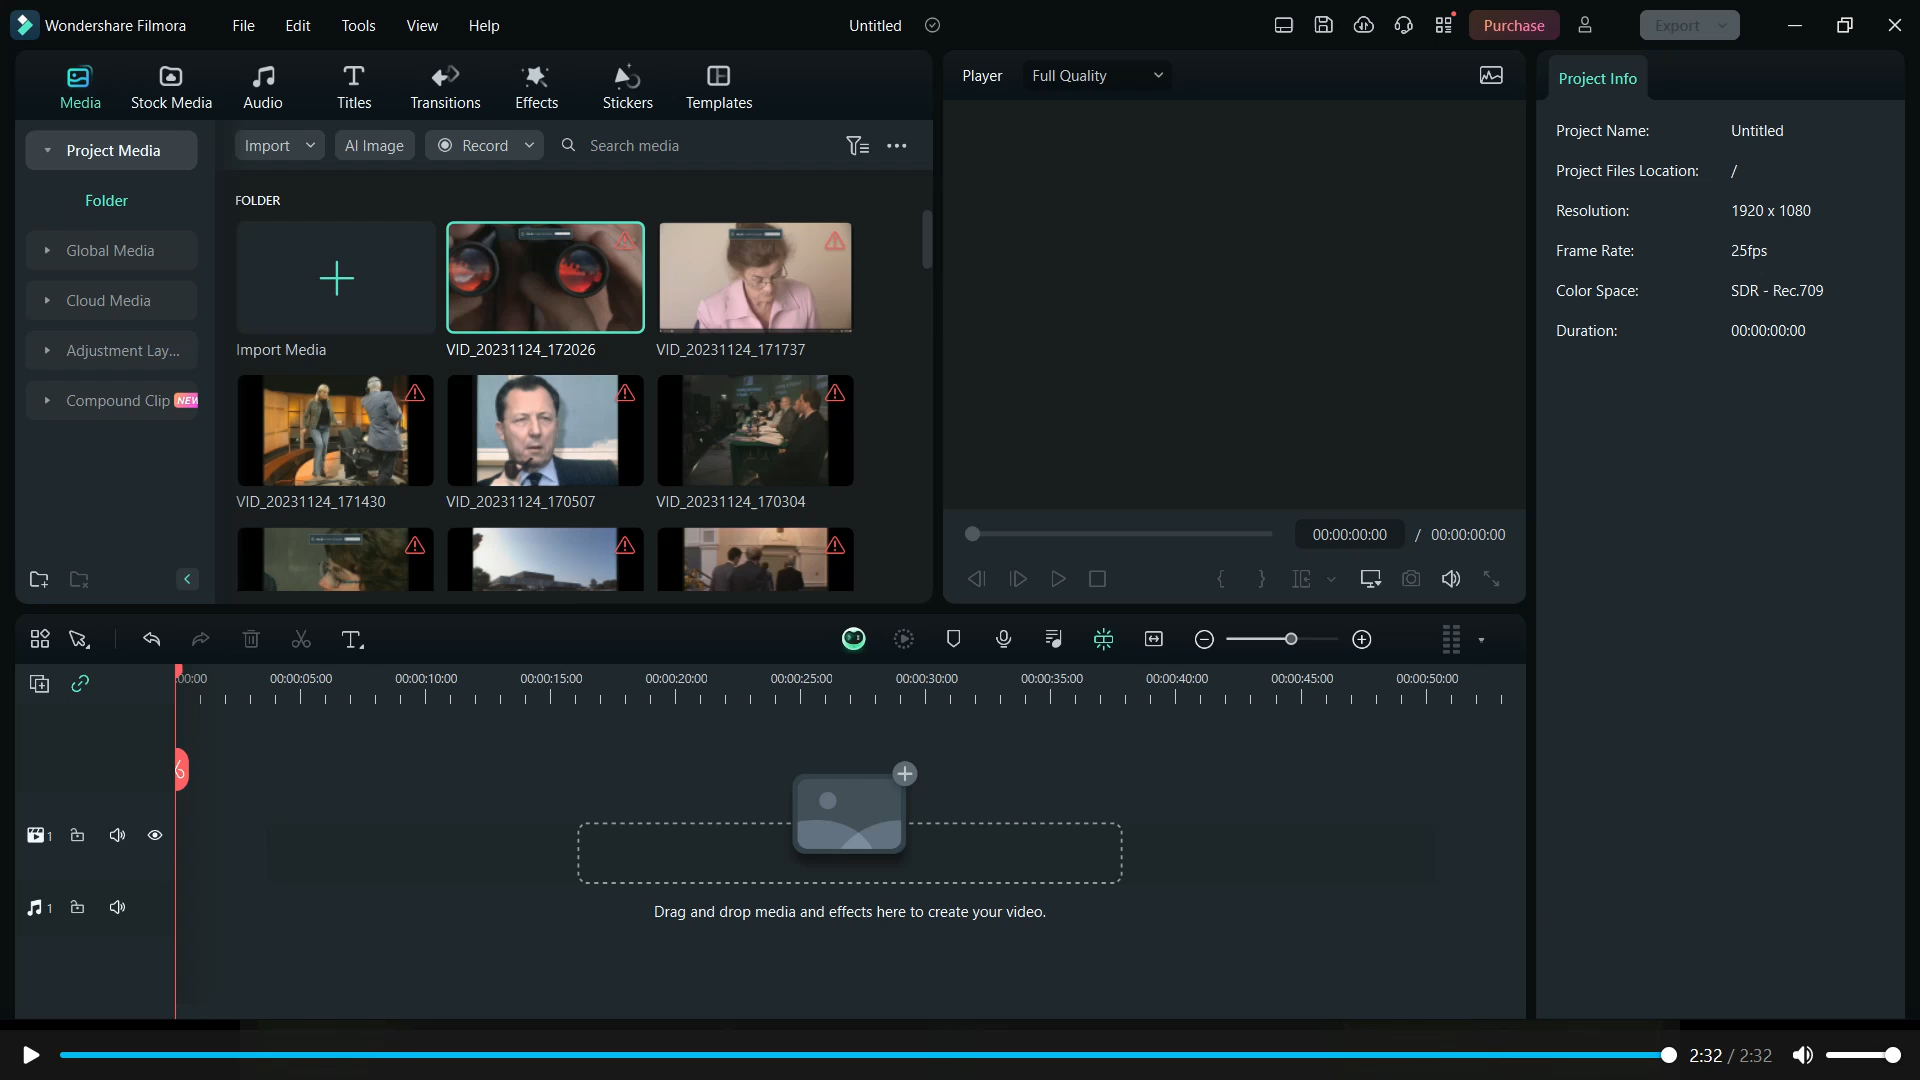 Wondershare Filmora File Edit Tools View Help Untitled Purchase Export
Media Stock Media Audio Titles Transitions Effects Stickers Templates
Player Full Quality
Project Info
Project Media
Folder
Global Media
Cloud Media
Adjustment Lay...
Compound Clip NEW
Import AI Image Record Search media
FOLDER
Import Media VID_20231124_172026 VID_20231124_171737
VID_20231124_171430 VID_20231124_170507 VID_20231124_170304
00:00:00:00 / 00:00:00:00
Project Name: Untitled
Project Files Location: /
Resolution: 1920 x 1080
Frame Rate: 25fps
Color Space: SDR - Rec.709
Duration: 00:00:00:00
:00:00 00:00:05:00 00:00:10:00 00:00:15:00 00:00:20:00 00:00:25:00 00:00:30:00 00:00:35:00 00:00:40:00 00:00:45:00 00:00:50:00
1
1
Drag and drop media and effects here to create your video.
2:32 / 2:32